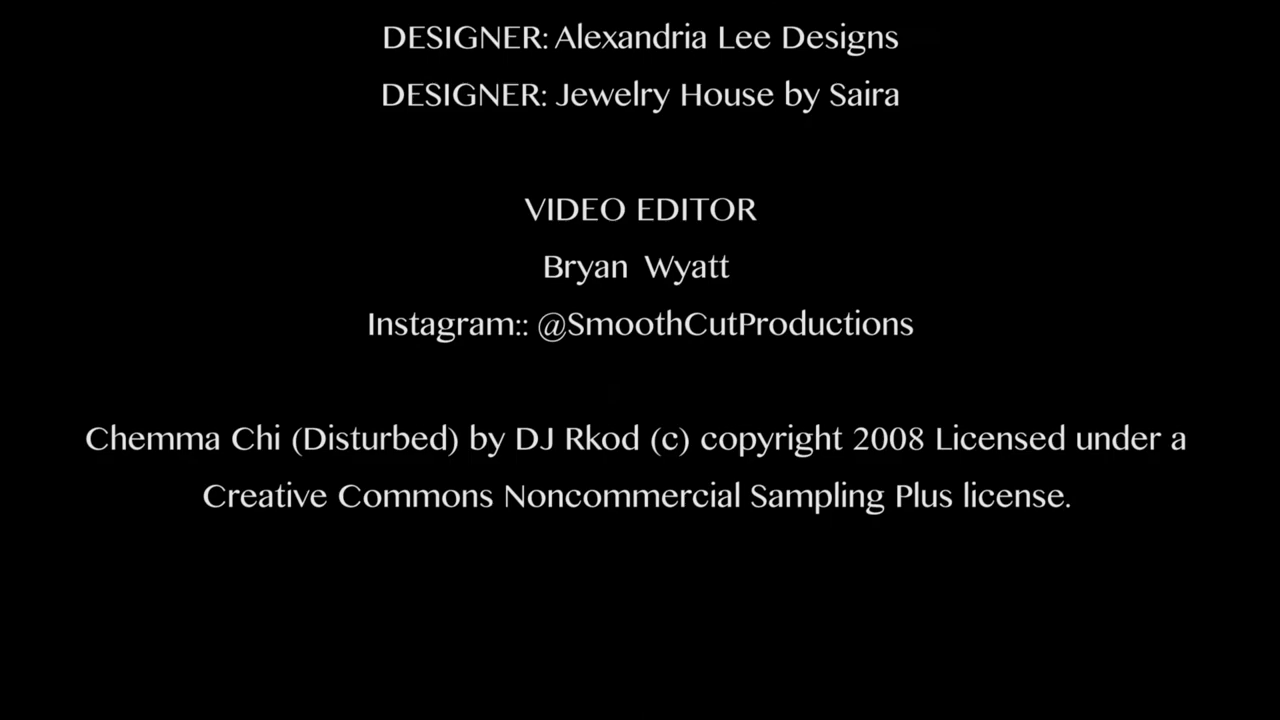 DESIGNER: Alexandria Lee Designs
DESIGNER: Jewelry House by Saira
VIDEO EDITOR
Bryan Wyatt
Instagram:: @SmoothCutProductions
Chemma Chi (Disturbed) by DJ Rkod (c) copyright 2008 Licensed under a
Creative Commons Noncommercial Sampling Plus license.